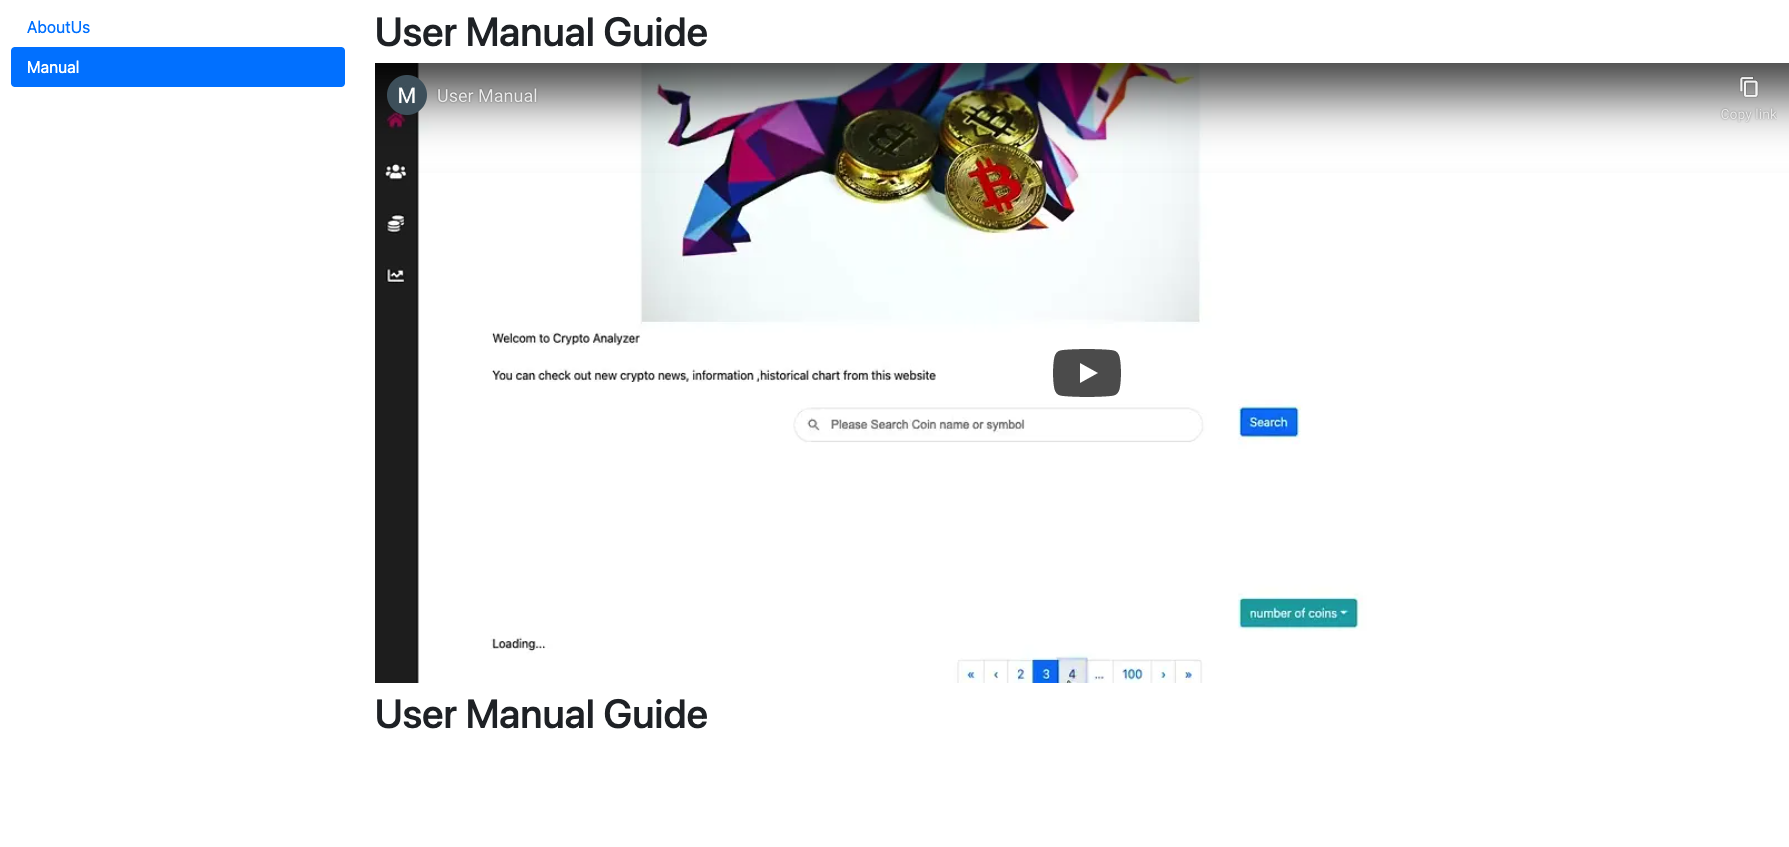 AboutUs
Manual
User Manual Guide
M
User Manual
Copy link
Welcom to Crypto Analyzer
You can check out new crypto news, information ,historical chart from this website
Please Search Coin name or symbol
Search
number of coins
Loading...
« ‹ 2 3 4 ... 100 › »
User Manual Guide